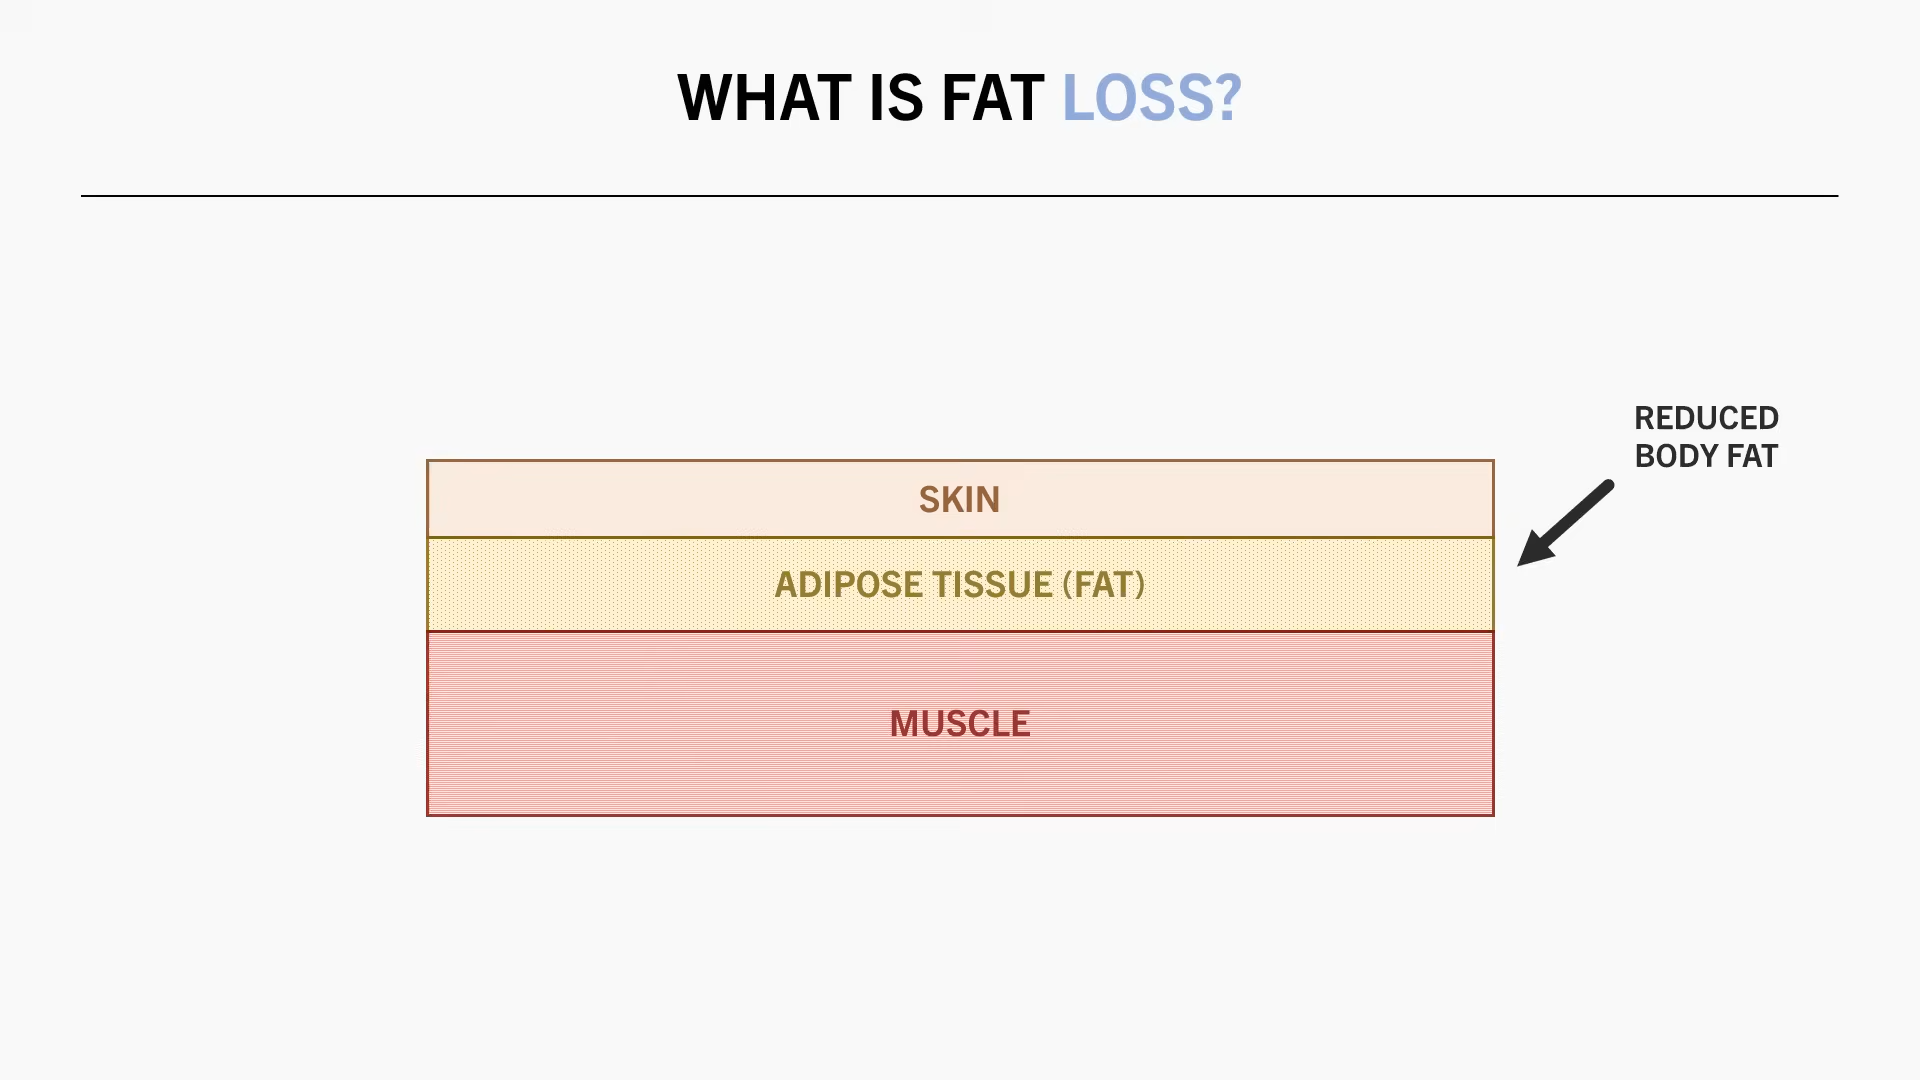 WHAT IS FAT LOSS?
REDUCED
BODY FAT
SKIN
ADIPOSE TISSUE (FAT)
MUSCLE